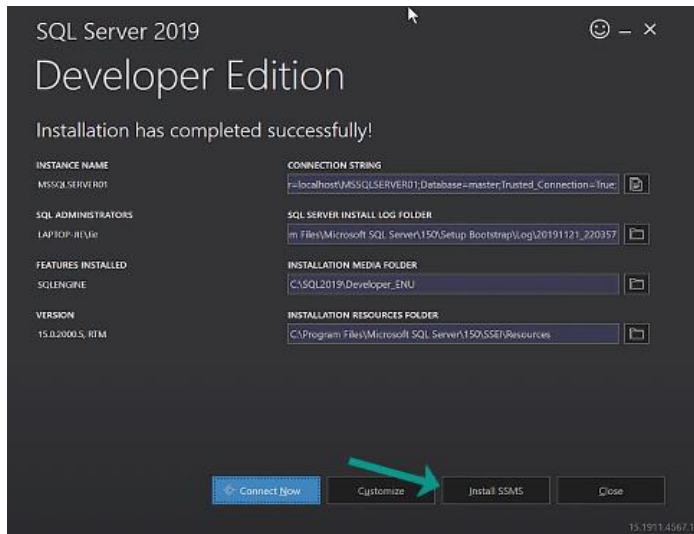 SQL Server 2019
Developer Edition
Installation has completed successfully!
INSTANCE NAME
MSSQLSERVER01
CONNECTION STRING
r=localhost\MSSQLSERVER01;Database=master;Trusted_Connection=True;
SQL ADMINISTRATORS
LAPTOP-JIE\Jie
SQL SERVER INSTALL LOG FOLDER
m Files\Microsoft SQL Server\150\Setup Bootstrap\Log\20191121_220357
FEATURES INSTALLED
SQLENGINE
INSTALLATION MEDIA FOLDER
C:\SQL2019\Developer_ENU
VERSION
15.0.2000.5, RTM
INSTALLATION RESOURCES FOLDER
C:\Program Files\Microsoft SQL Server\150\SSEI\Resources
Connect Now
Customize
Install SSMS
Close
15.1911.4567.1